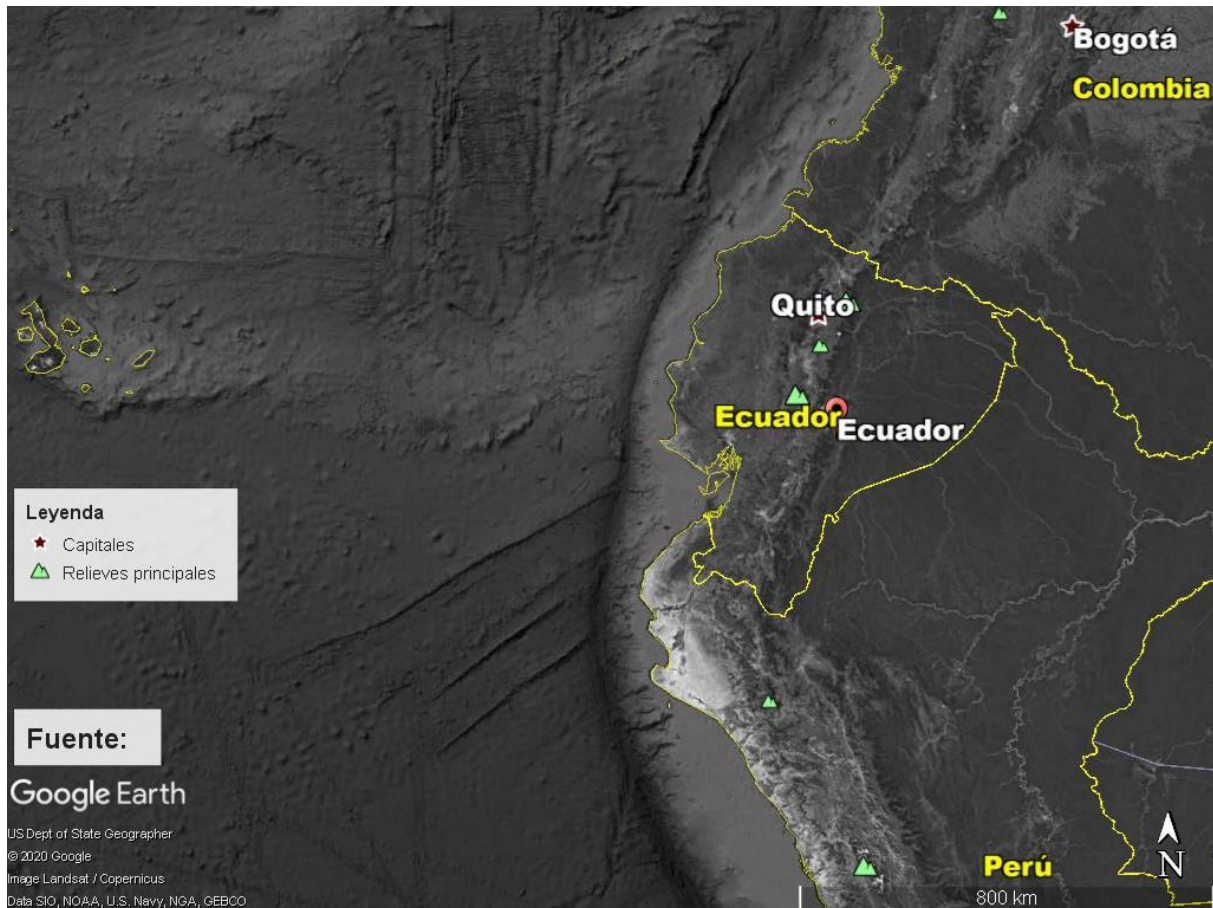 Bogotá
Colombia
Quito
Ecuador
Ecuador
Leyenda
Capitales
Relieves principales
Fuente:
Google Earth
US Dept of State Geographer
© 2020 Google
Image Landsat / Copernicus
Data SIO, NOAA, U.S. Navy, NGA, GEBCO
Perú
N
800 km